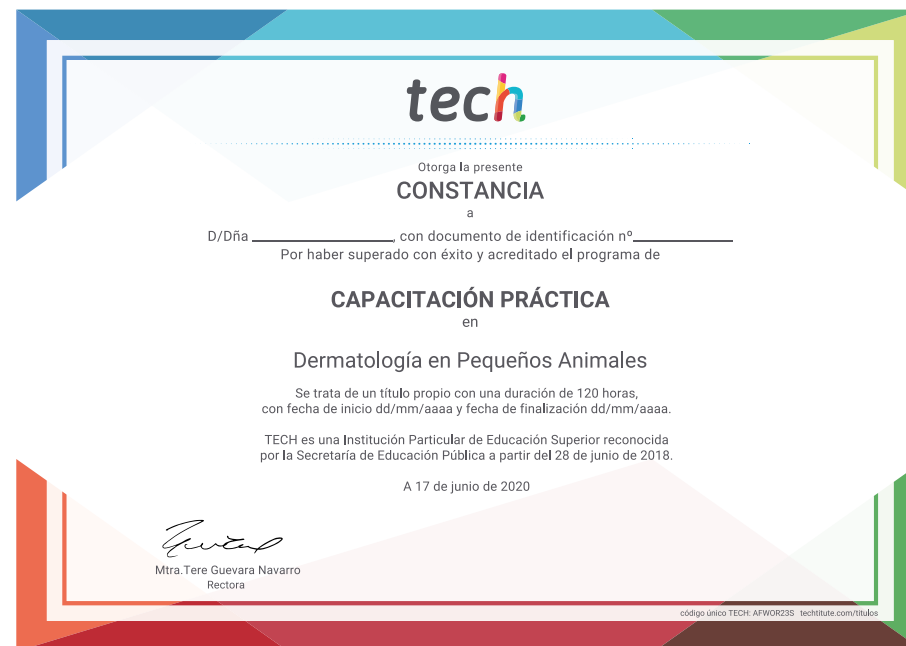 tech
Otorga la presente
CONSTANCIA
a
D/Dña ________________, con documento de identificación nº____________
Por haber superado con éxito y acreditado el programa de
CAPACITACIÓN PRÁCTICA
en
Dermatología en Pequeños Animales
Se trata de un título propio con una duración de 120 horas,
con fecha de inicio dd/mm/aaaa y fecha de finalización dd/mm/aaaa.
TECH es una Institución Particular de Educación Superior reconocida
por la Secretaría de Educación Pública a partir del 28 de junio de 2018.
A 17 de junio de 2020
Mtra.Tere Guevara Navarro
Rectora
código único TECH: AFWOR23S techtitute.com/titulos